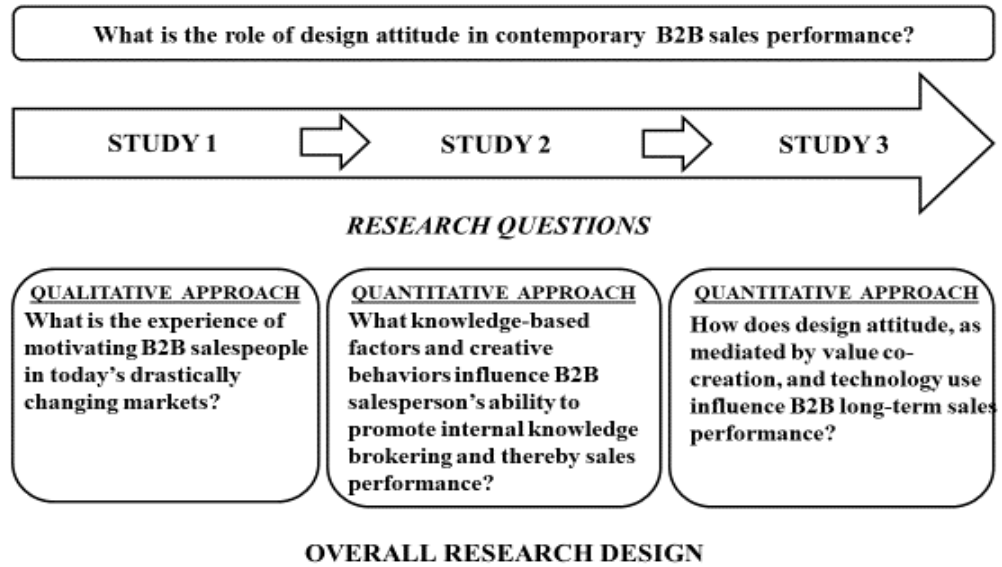 What is the role of design attitude in contemporary B2B sales performance?
STUDY 1
STUDY 2
STUDY 3
RESEARCH QUESTIONS
QUALITATIVE APPROACH
What is the experience of
motivating B2B salespeople
in today's drastically
changing markets?
QUANTITATIVE APPROACH
What knowledge-based
factors and creative
behaviors influence B2B
salesperson's ability to
promote internal knowledge
brokering and thereby sales
performance?
QUANTITATIVE APPROACH
How does design attitude, as
mediated by value co-
creation, and technology use
influence B2B long-term sales
performance?
OVERALL RESEARCH DESIGN